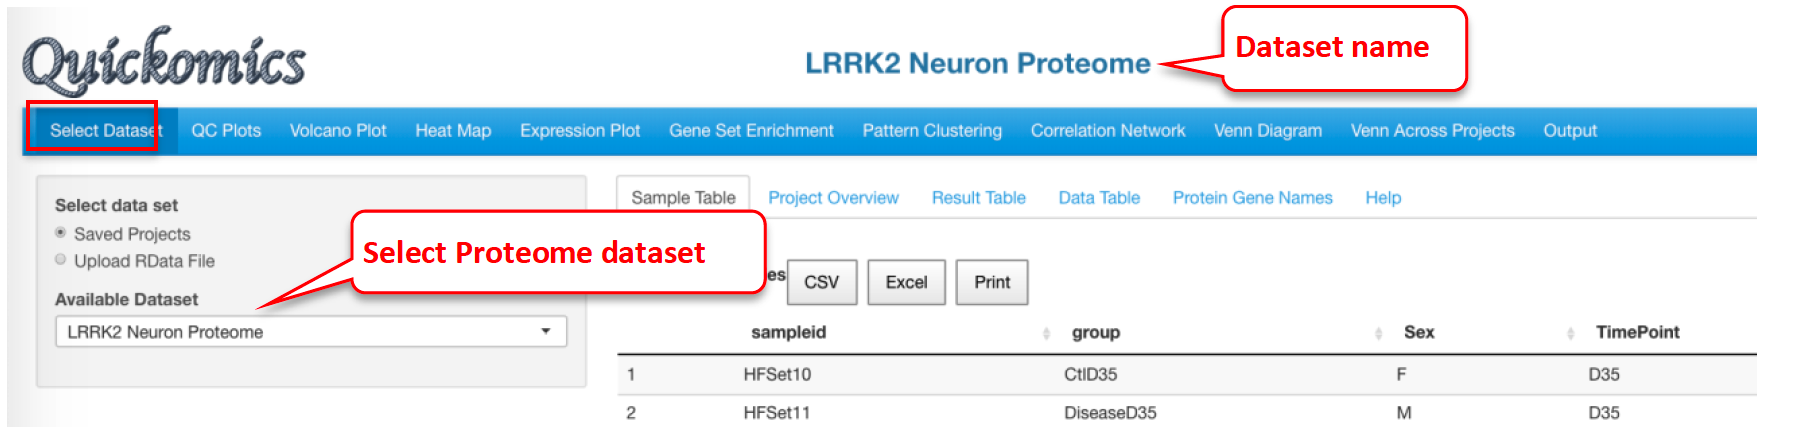 Quickomics
LRRK2 Neuron Proteome
Dataset name
Select Dataset QC Plots Volcano Plot Heat Map Expression Plot Gene Set Enrichment Pattern Clustering Correlation Network Venn Diagram Venn Across Projects Output
Select data set
Saved Projects
Upload RData File
Available Dataset
LRRK2 Neuron Proteome
Select Proteome dataset
Sample Table Project Overview Result Table Data Table Protein Gene Names Help
es CSV Excel Print
sampleid group Sex TimePoint
1 HFSet10 CtlD35 F D35
2 HFSet11 DiseaseD35 M D35